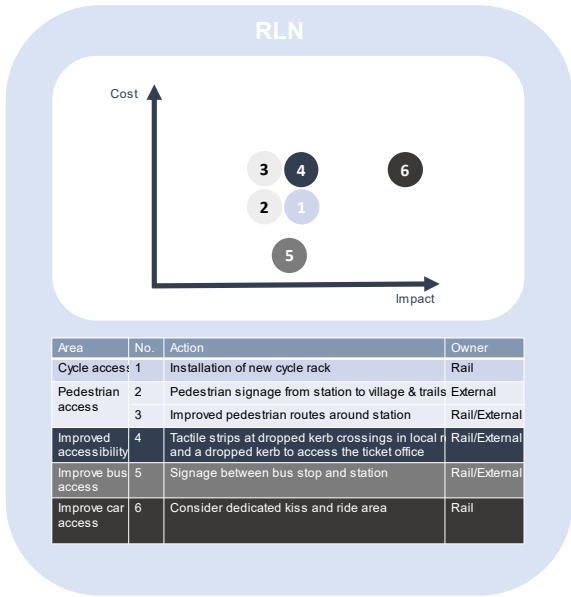 RLN
Cost
3
4
6
2
1
5
Impact
Area No. Action Owner
Cycle access 1 Installation of new cycle rack Rail
Pedestrian access 2 Pedestrian signage from station to village & trails External
3 Improved pedestrian routes around station Rail/External
Improved accessibility 4 Tactile strips at dropped kerb crossings in local
and a dropped kerb to access the ticket office Rail/External
Improve bus access 5 Signage between bus stop and station Rail/External
Improve car access 6 Consider dedicated kiss and ride area Rail